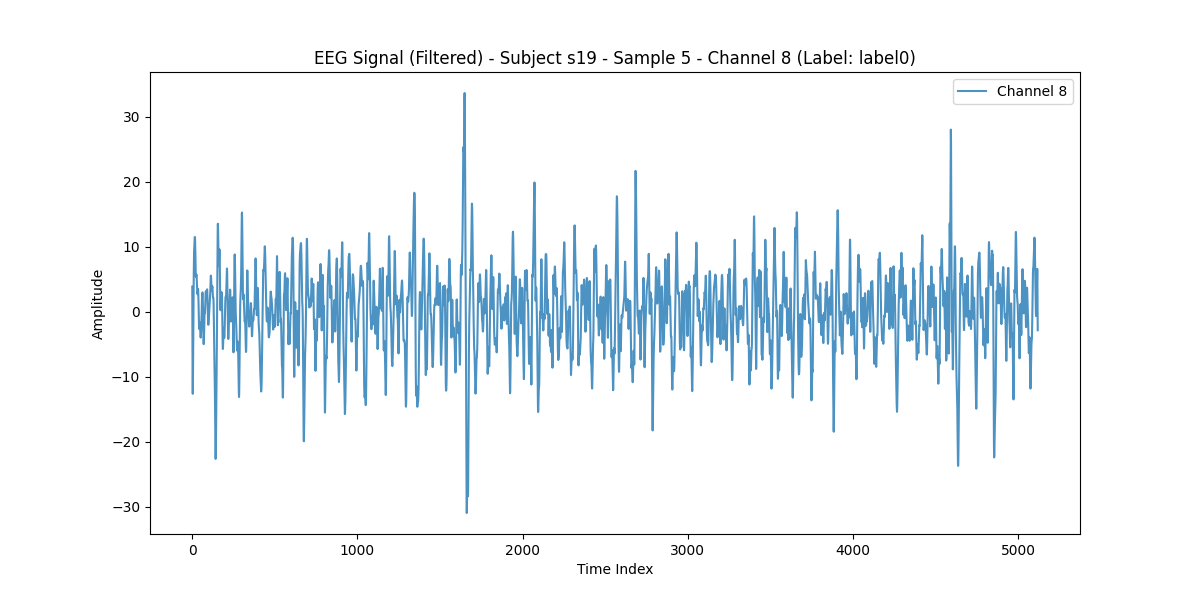 EEG Signal (Filtered) - Subject s19 - Sample 5 - Channel 8 (Label: label0)
Channel 8
Amplitude
30
20
10
0
−10
−20
−30
0 1000 2000 3000 4000 5000
Time Index